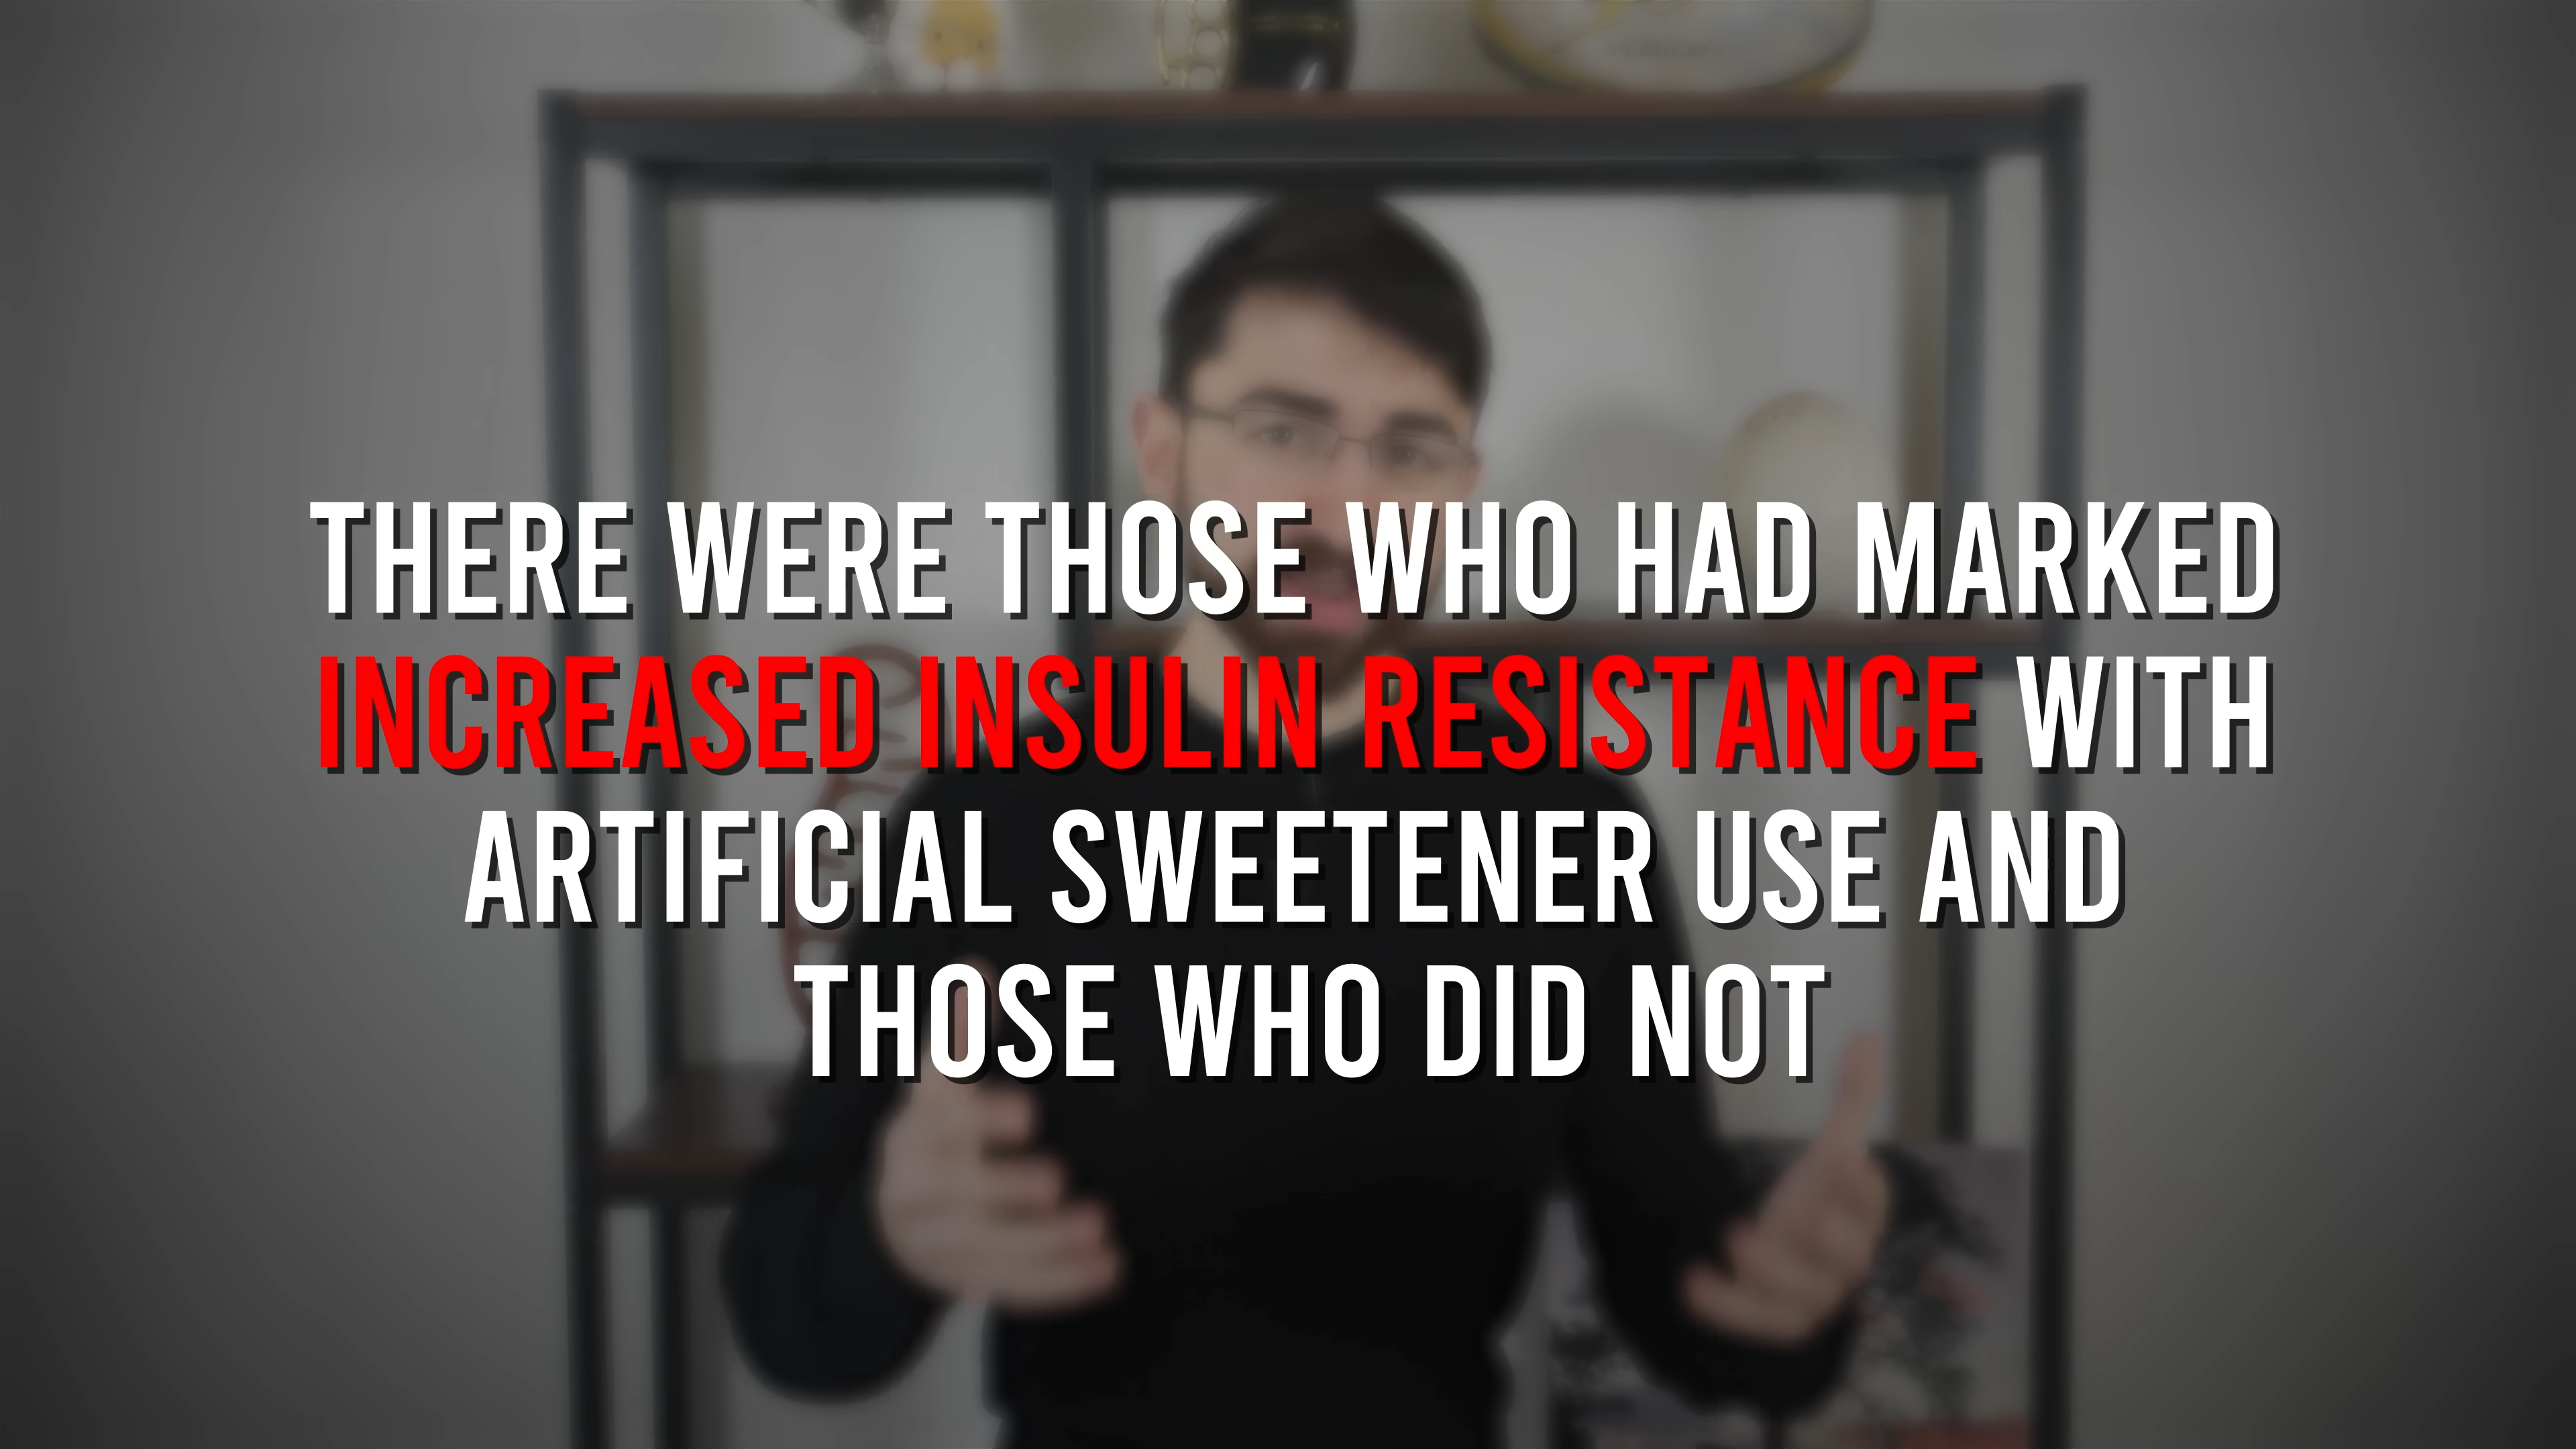 THERE WERE THOSE WHO HAD MARKED
INCREASED INSULIN RESISTANCE WITH
ARTIFICIAL SWEETENER USE AND
THOSE WHO DID NOT